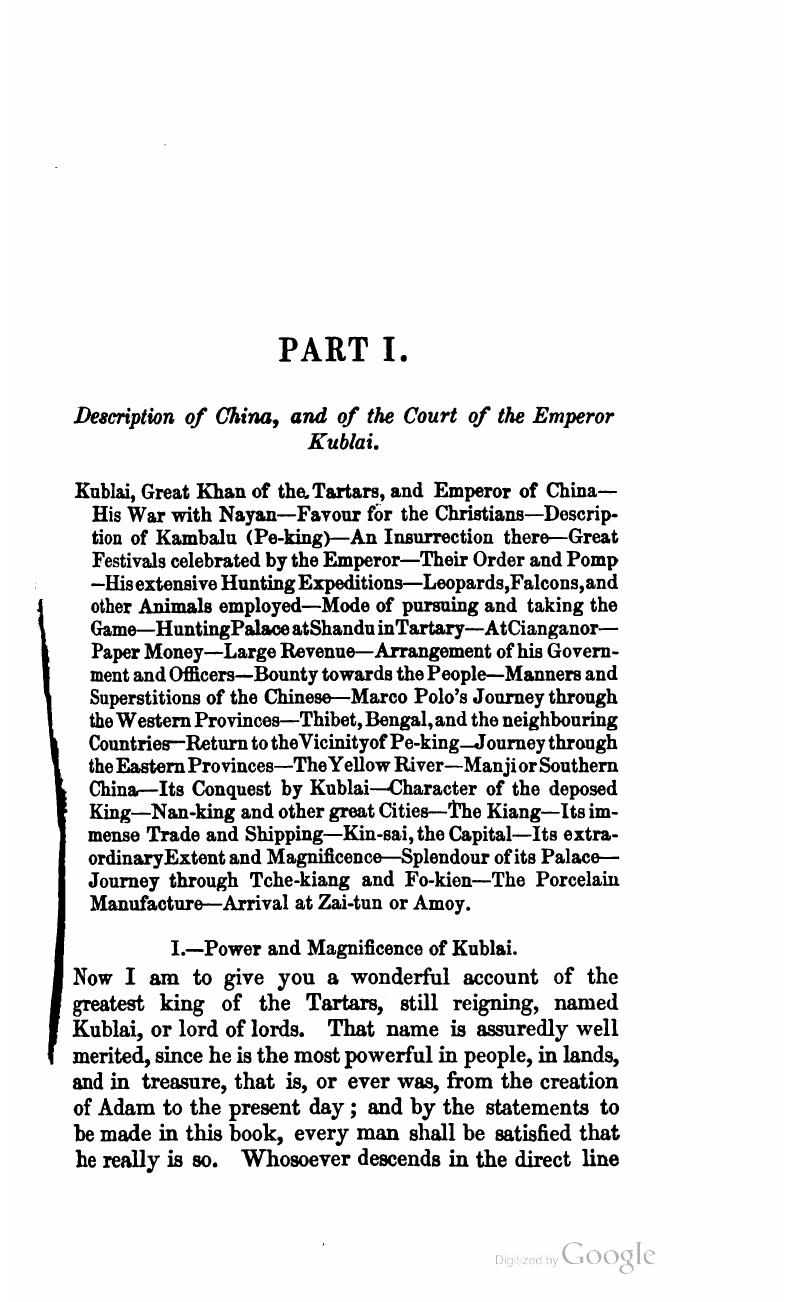 PART I.
Description of China, and of the Court of the Emperor
Kublai.
Kublai, Great Khan of the Tartars, and Emperor of China—
His War with Nayan—Favour for the Christians—Descrip-
tion of Kambalu (Pe-king)—An Insurrection there—Great
Festivals celebrated by the Emperor—Their Order and Pomp
—His extensive Hunting Expeditions—Leopards, Falcons, and
other Animals employed—Mode of pursuing and taking the
Game—Hunting Palace at Shandu in Tartary—At Cianganor—
Paper Money—Large Revenue—Arrangement of his Govern-
ment and Officers—Bounty towards the People—Manners and
Superstitions of the Chinese—Marco Polo's Journey through
the Western Provinces—Thibet, Bengal, and the neighbouring
Countries—Return to the Vicinity of Pe-king—Journey through
the Eastern Provinces—The Yellow River—Manji or Southern
China—Its Conquest by Kublai—Character of the deposed
King—Nan-king and other great Cities—The Kiang—Its im-
mense Trade and Shipping—Kin-sai, the Capital—Its extra-
ordinary Extent and Magnificence—Splendour of its Palace—
Journey through Tche-kiang and Fo-kien—The Porcelain
Manufacture—Arrival at Zai-tun or Amoy.
I.—Power and Magnificence of Kublai.
Now I am to give you a wonderful account of the
greatest king of the Tartars, still reigning, named
Kublai, or lord of lords. That name is assuredly well
merited, since he is the most powerful in people, in lands,
and in treasure, that is, or ever was, from the creation
of Adam to the present day; and by the statements to
be made in this book, every man shall be satisfied that
he really is so. Whosoever descends in the direct line
Digitized by Google